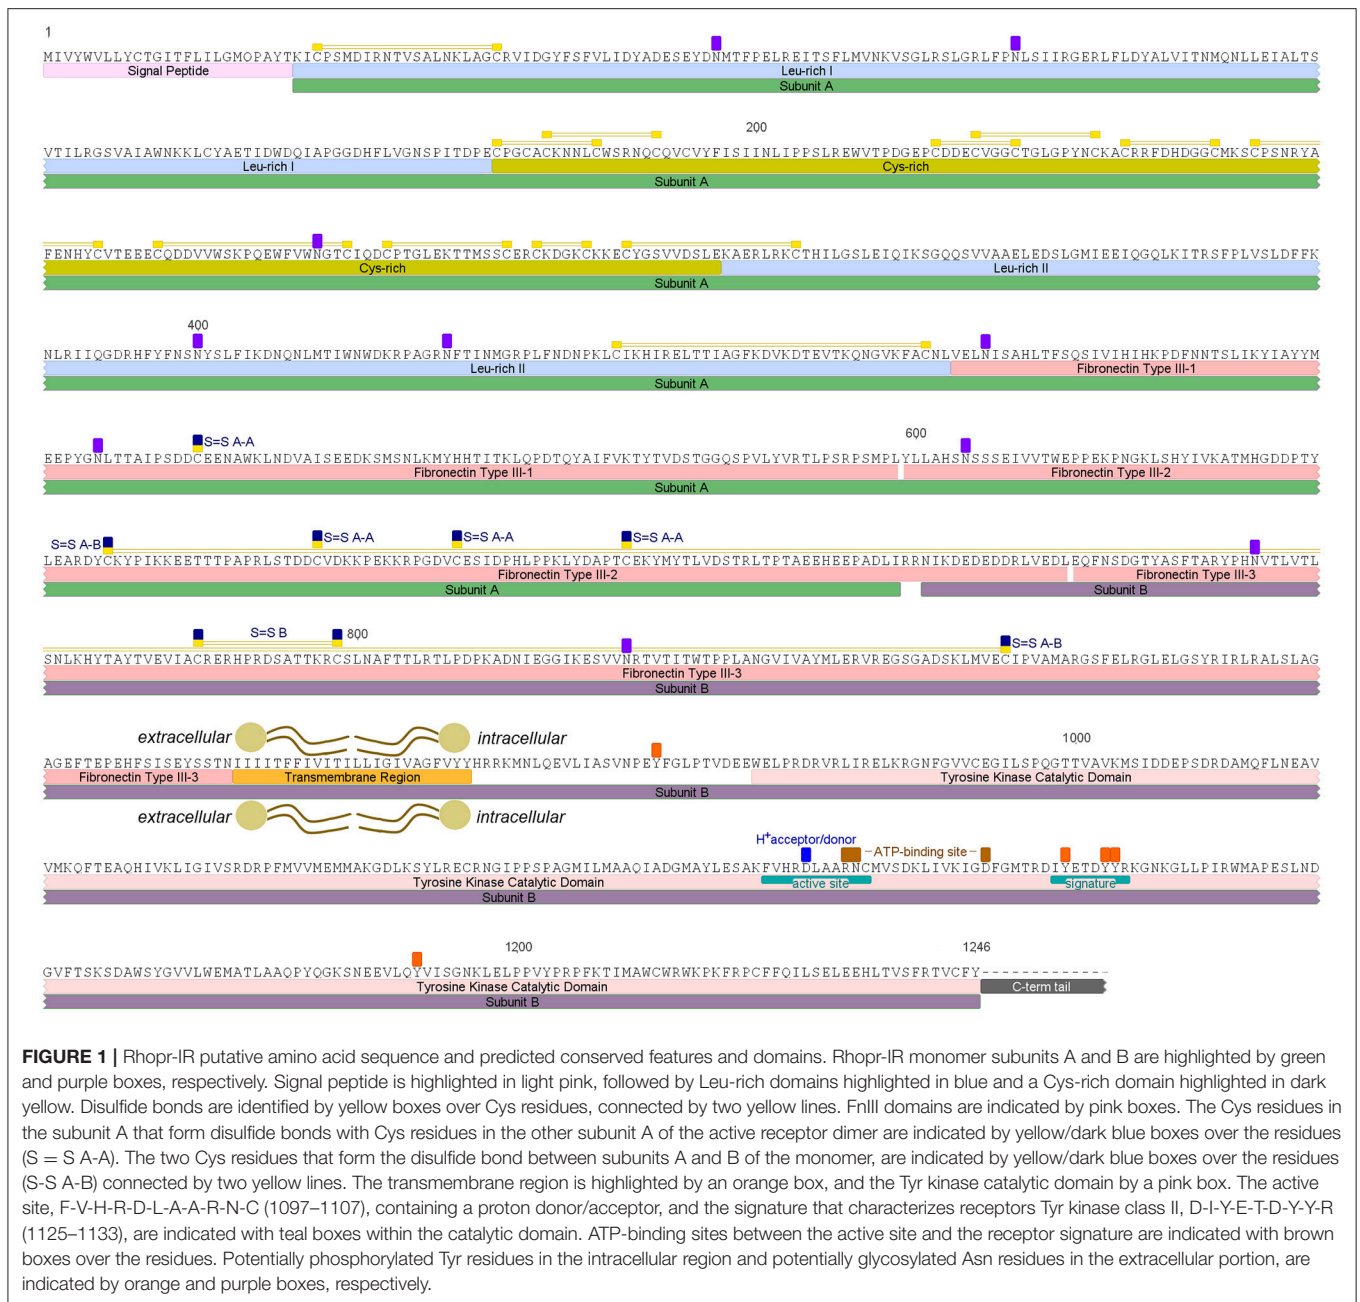 1
MIVYWVLLYCTGITFLILGMOPAYTKICPSMDIRNTVSALNKLAGCRVIDGYFSFVLIDYADESEYDNMTFPELREITSFLMVNKVSGLRSLGRLFPNLSIIRGERLFLDYALVITNMQNLLEIALTS
Signal Peptide Leu-rich I
Subunit A
200
VTILRGSVAIAWNKKLCYAETIDWDQIAPGGDHFLVGNSPITDPECPGCACKNNLCWSRNQCQVCVYFISIINLIPPSLREWVTPDGEPCDDECVGGCTGLGPYNCKACRRFDHDGGCMKSCPSNRYA
Leu-rich I Cys-rich
Subunit A
FENHYCVTEEECQDDVVWSKPQEWFVWNGTCIQDCPTGLEKTTMSSCERCKDGKCKKECYGSVVDSLEKAERLRKCTHILGSLEIQIKSGQQSVVAAELEDSLGMIEEIQGQLKITRSFPLVSLDFFK
Cys-rich Leu-rich II
Subunit A
400
NLRIIQGDRHFYFNSNYSLFIKDNQNLMTIWNWDKRPAGRNFTINMGRPLFNDNPKLCIKHIRELTTIAGFKDVKDTEVTKQNGVKFACNLVELNISAHLTFSQSIVIHIHKPDFNNTSLIKYIAYYM
Leu-rich II Fibronectin Type III-1
Subunit A
S=S A-A 600
EEPYGNLTTAIPSDDCEENAWKLNDVAISEEDKSMSNLKMYHHTITKLQPDTQYAIFVKTYTVDSTGGQSPVLYVRTLPSRPSMPLYLLAHSNSSSEIVVTWEPPEKPNGKLSHYIVKATMHGDDPTY
Fibronectin Type III-1 Fibronectin Type III-2
Subunit A
S=S A-B S=S A-A S=S A-A S=S A-A
LEARDYCKYPIKKEETTTPAPRLSTDDCVDKKPEKKRPGDVCESIDPHLPPKLYDAPTCEKYMYTLVDSTRLTPTAEEHEEPADLIRRNIKDEDEDDRLVEDLEQFNSDGTYASFTARYPHNVTLVTL
Fibronectin Type III-2 Fibronectin Type III-3
Subunit A Subunit B
S=S B 800 S=S A-B
SNLKHYTAYTVEVIACRERHPRDSATTKRCSLNAFTTLRTLPDPKADNIEGGIKESVVNRTVTITWTPPLANGVIVAYMLERVREGSGADSKLMVECIPVAMARGSFELRGLELGSYRIRLRALSLAG
Fibronectin Type III-3
Subunit B
extracellular intracellular
1000
AGEFTEPEHFSISEYSSTNIIIITFFIVITILLIGIVAGFVYYHRRKMNLQEVLIASVNPEYFGLPTVDEEWELPRDRVRLIRELKRGNFGVVCEGILSPQGTTVAVKMSIDDEPSDRDAMQFLNEAV
Fibronectin Type III-3 Transmembrane Region Tyrosine Kinase Catalytic Domain
Subunit B
extracellular intracellular
H+acceptor/donor ATP-binding site
VMKQFTEAQHIVKLIGIVSRDRPFMVVMEMMAKGDLKSYLRECRNGIPPSPAGMILMAAQIADGMAYLESAKFVHRDLAARNCMVSDKLIVKIGDFGMTRDIYETDYYRKGNKGLLPIRWMAPESLND
Tyrosine Kinase Catalytic Domain active site signature
Subunit B
1200 1246
GVFTSKSDAWSYGVVLWEMATLAAQPYQGKSNEEVLQYVISGNKLELPPVYPRPFKTIMAWCWRWKPKFRPCFFQILSELEEHLTVSFRTVCFY-------------
Tyrosine Kinase Catalytic Domain C-term tail
Subunit B
FIGURE 1 | Rhopr-IR putative amino acid sequence and predicted conserved features and domains. Rhopr-IR monomer subunits A and B are highlighted by green
and purple boxes, respectively. Signal peptide is highlighted in light pink, followed by Leu-rich domains highlighted in blue and a Cys-rich domain highlighted in dark
yellow. Disulfide bonds are identified by yellow boxes over Cys residues, connected by two yellow lines. FnIII domains are indicated by pink boxes. The Cys residues in
the subunit A that form disulfide bonds with Cys residues in the other subunit A of the active receptor dimer are indicated by yellow/dark blue boxes over the residues
(S = S A-A). The two Cys residues that form the disulfide bond between subunits A and B of the monomer, are indicated by yellow/dark blue boxes over the residues
(S-S A-B) connected by two yellow lines. The transmembrane region is highlighted by an orange box, and the Tyr kinase catalytic domain by a pink box. The active
site, F-V-H-R-D-L-A-A-R-N-C (1097–1107), containing a proton donor/acceptor, and the signature that characterizes receptors Tyr kinase class II, D-I-Y-E-T-D-Y-Y-R
(1125–1133), are indicated with teal boxes within the catalytic domain. ATP-binding sites between the active site and the receptor signature are indicated with brown
boxes over the residues. Potentially phosphorylated Tyr residues in the intracellular region and potentially glycosylated Asn residues in the extracellular portion, are
indicated by orange and purple boxes, respectively.